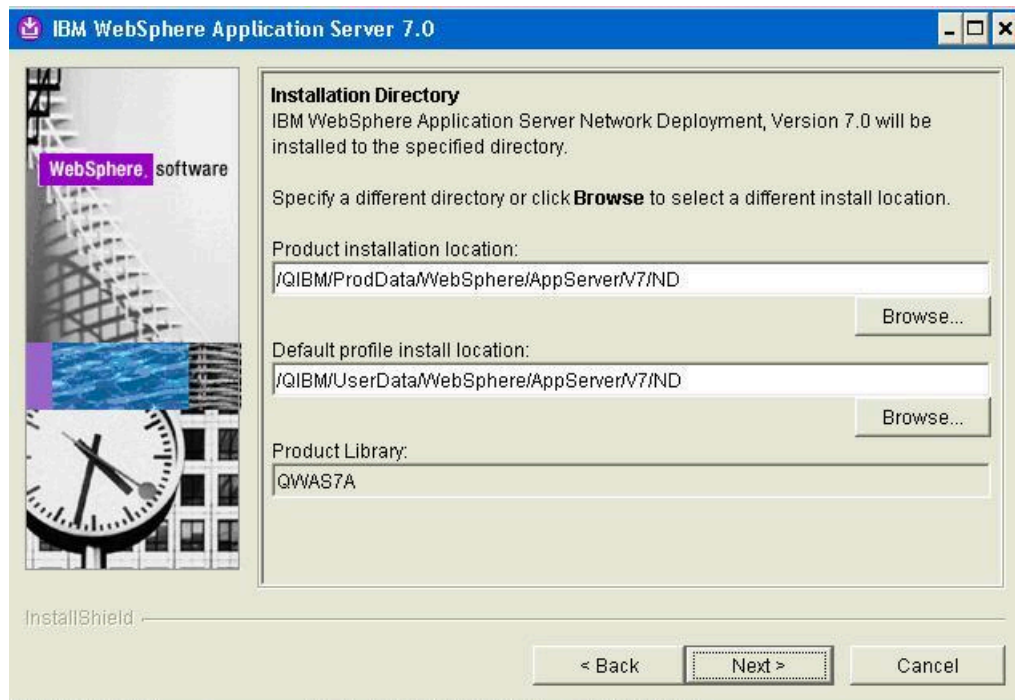 IBM WebSphere Application Server 7.0
WebSphere software
Installation Directory
IBM WebSphere Application Server Network Deployment, Version 7.0 will be
installed to the specified directory.
Specify a different directory or click Browse to select a different install location.
Product installation location:
/QIBM/ProdData/WebSphere/AppServer/V7/ND
Browse...
Default profile install location:
/QIBM/UserData/WebSphere/AppServer/V7/ND
Browse...
Product Library:
QWAS7A
InstallShield
< Back
Next >
Cancel